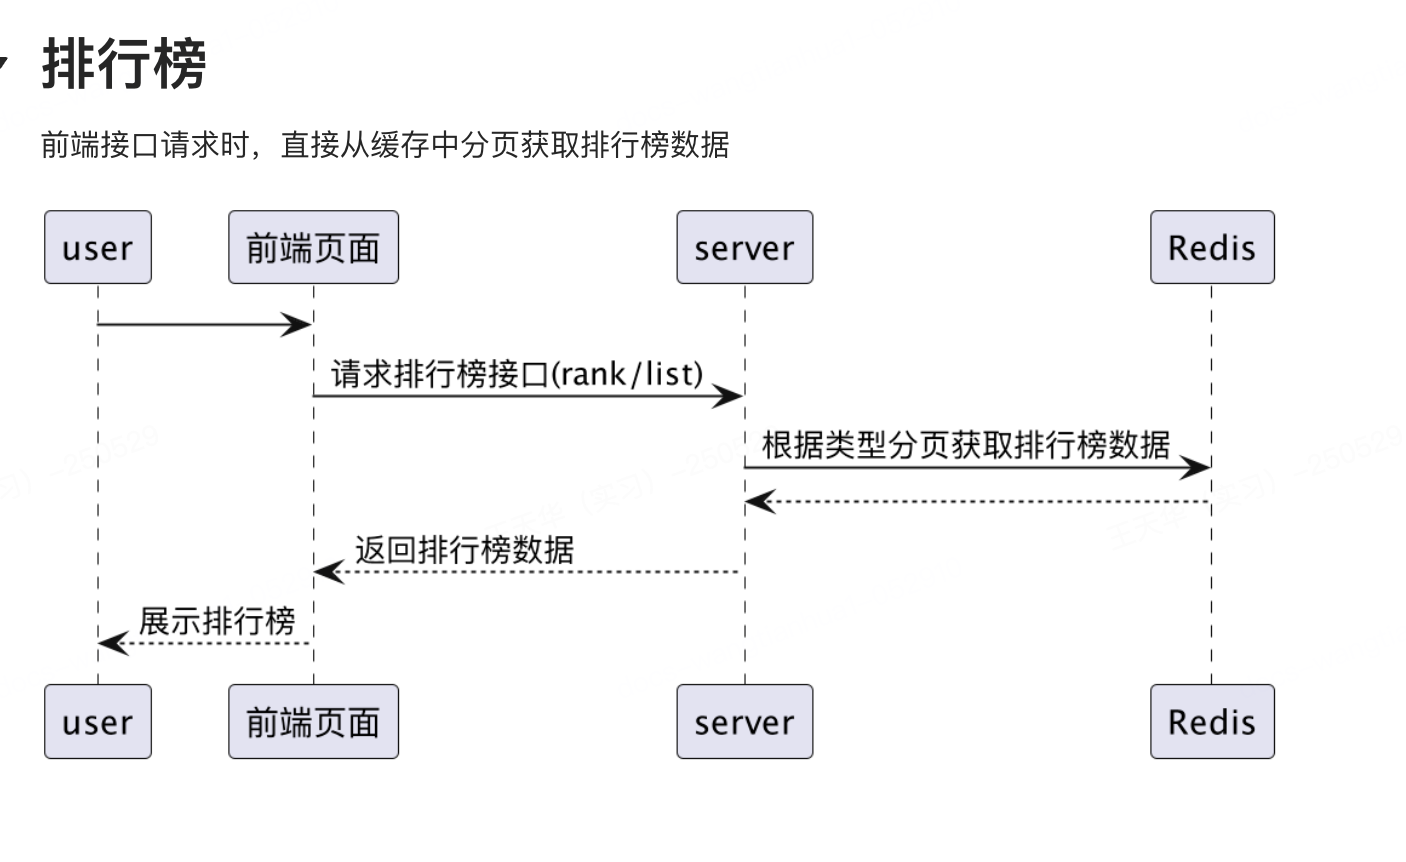 排行榜
前端接口请求时，直接从缓存中分页获取排行榜数据
user
前端页面
server
Redis
请求排行榜接口(rank/list)
根据类型分页获取排行榜数据
返回排行榜数据
展示排行榜
user
前端页面
server
Redis